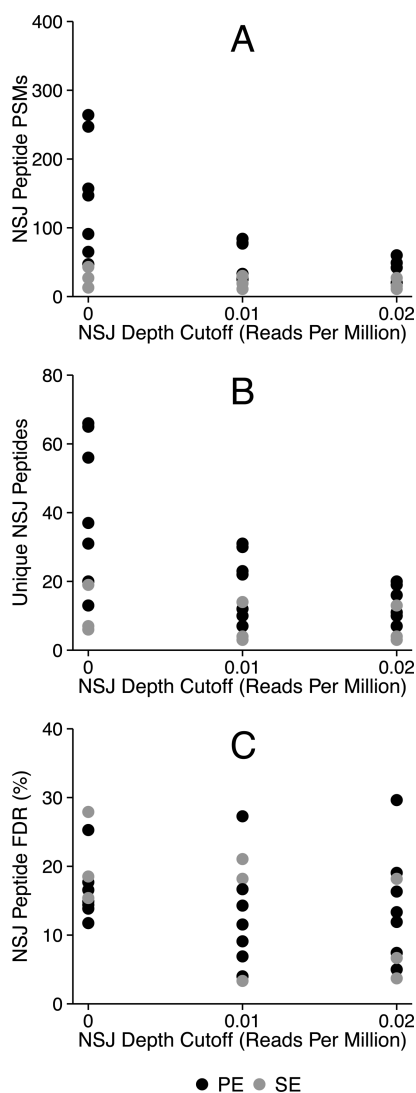 A
NSJ Peptide PSMs
400
300
200
100
0
0 0.01 0.02
NSJ Depth Cutoff (Reads Per Million)
B
Unique NSJ Peptides
80
60
40
20
0
0 0.01 0.02
NSJ Depth Cutoff (Reads Per Million)
C
NSJ Peptide FDR (%)
40
30
20
10
0
0 0.01 0.02
NSJ Depth Cutoff (Reads Per Million)
PE SE